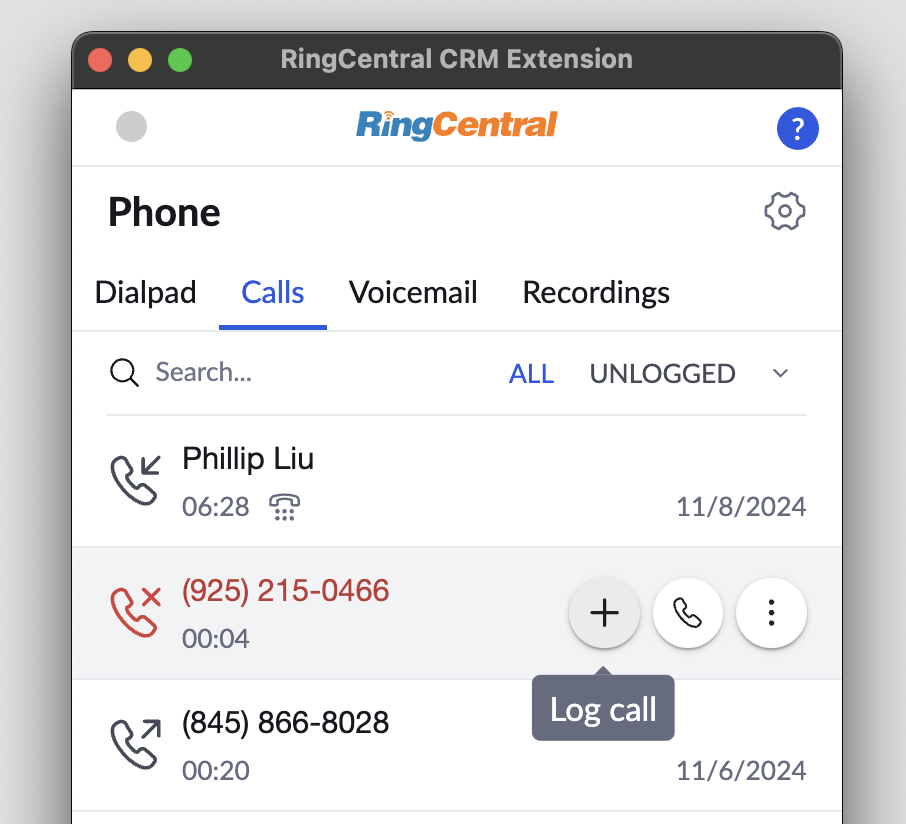 RingCentral CRM Extension
RingCentral
?
Phone
Dialpad Calls Voicemail Recordings
Search... ALL UNLOGGED
Phillip Liu
06:28 11/8/2024
(925) 215-0466
00:04
Log call
(845) 866-8028
00:20 11/6/2024